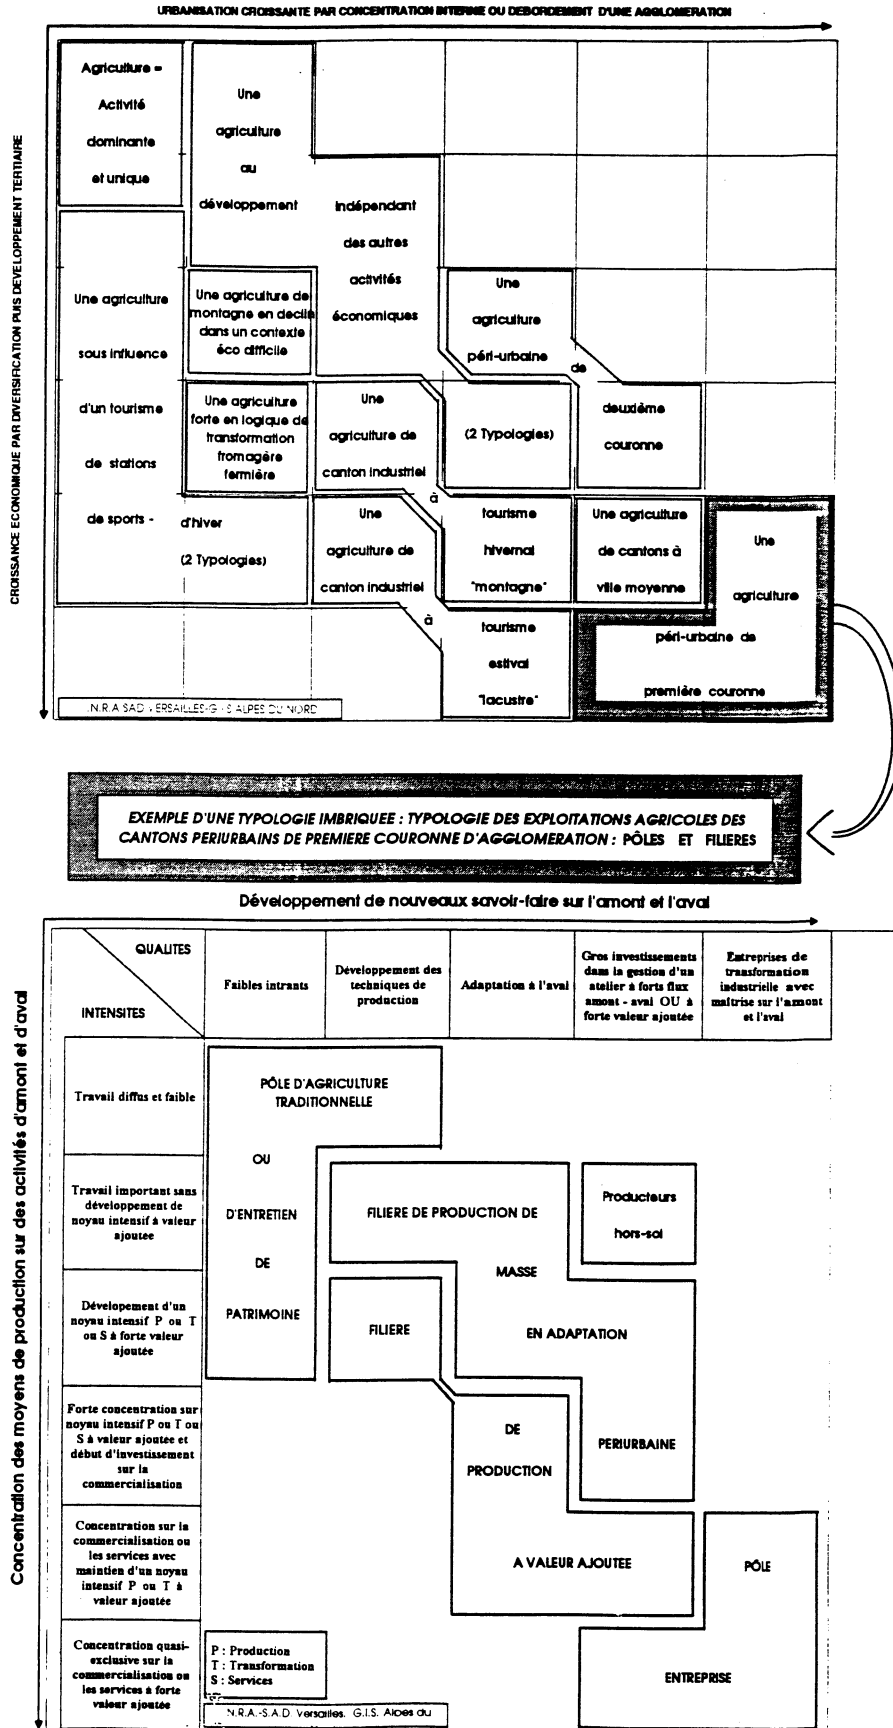 URBANISATION CROISSANTE PAR CONCENTRATION INTERNE OU DEBORDEMENT D'UNE AGGLOMERATION
CROISSANCE ECONOMIQUE PAR DIVERSIFICATION PUIS DEVELOPPEMENT TERTIAIRE
Agriculture =
Activité
dominante
et unique
Une
agriculture
au
développement
indépendant
des autres
activités
économiques
Une agriculture
sous influence
d'un tourisme
de stations
de sports -
d'hiver
(2 Typologies)
Une agriculture de
montagne en declin
dans un contexte
éco difficile
Une
agriculture
péri-urbaine
de
deuxième
couronne
(2 Typologies)
Une agriculture
forte en logique de
transformation
fromagère
fermière
Une
agriculture de
canton industriel
à
tourisme
hivernal
"montagne"
Une
agriculture de
canton industriel
à
tourisme
estival
"lacustre"
Une agriculture
de cantons à
ville moyenne
Une
agriculture
péri-urbaine de
première couronne
.N.R.A SAD VERSAILLES-G S ALPES DU NORD
EXEMPLE D'UNE TYPOLOGIE IMBRIQUEE : TYPOLOGIE DES EXPLOITATIONS AGRICOLES DES
CANTONS PERIURBAINS DE PREMIERE COURONNE D'AGGLOMERATION : PÔLES ET FILIERES
Développement de nouveaux savoir-faire sur l'amont et l'aval
Concentration des moyens de production sur des activités d'amont et d'aval
QUALITES
INTENSITES
Faibles intrants
Développement des
techniques de
production
Adaptation à l'aval
Gros investissements
dans la gestion d'un
atelier à forts flux
amont - aval OU à
forte valeur ajoutée
Entreprises de
transformation
industrielle avec
maîtrise sur l'amont
et l'aval
Travail diffus et faible
Travail important sans
développement de
noyau intensif à valeur
ajoutée
Dévelopement d'un
noyau intensif P ou T
ou S à forte valeur
ajoutée
Forte concentration sur
noyau intensif P ou T ou
S à valeur ajoutée et
début d'investissement
sur la
commercialisation
Concentration sur la
commercialisation ou
les services avec
maintien d'un noyau
intensif P ou T à
valeur ajoutée
Concentration quasi-
exclusive sur la
commercialisation ou
les services à forte
valeur ajoutée
PÔLE D'AGRICULTURE
TRADITIONNELLE
OU
D'ENTRETIEN
DE
PATRIMOINE
FILIERE DE PRODUCTION DE
MASSE
EN ADAPTATION
PERIURBAINE
Producteurs
hors-sol
FILIERE
DE
PRODUCTION
A VALEUR AJOUTEE
PÔLE
ENTREPRISE
P : Production
T : Transformation
S : Services
N.R.A.-S.A.D. Versailles. G.I.S. Alpes du